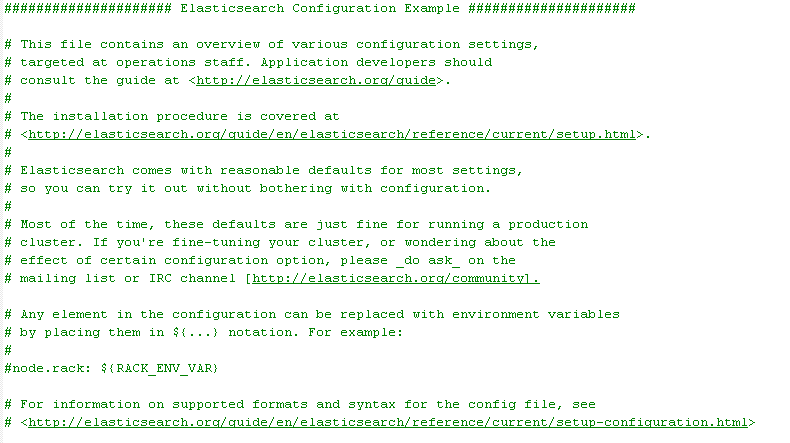 ##################### Elasticsearch Configuration Example #####################
# This file contains an overview of various configuration settings,
# targeted at operations staff. Application developers should
# consult the guide at <http://elasticsearch.org/guide>.
#
# The installation procedure is covered at
# <http://elasticsearch.org/guide/en/elasticsearch/reference/current/setup.html>.
#
# Elasticsearch comes with reasonable defaults for most settings,
# so you can try it out without bothering with configuration.
#
# Most of the time, these defaults are just fine for running a production
# cluster. If you're fine-tuning your cluster, or wondering about the
# effect of certain configuration option, please _do ask_ on the
# mailing list or IRC channel [http://elasticsearch.org/community].
# Any element in the configuration can be replaced with environment variables
# by placing them in ${...} notation. For example:
#
#node.rack: ${RACK_ENV_VAR}
# For information on supported formats and syntax for the config file, see
# <http://elasticsearch.org/guide/en/elasticsearch/reference/current/setup-configuration.html>